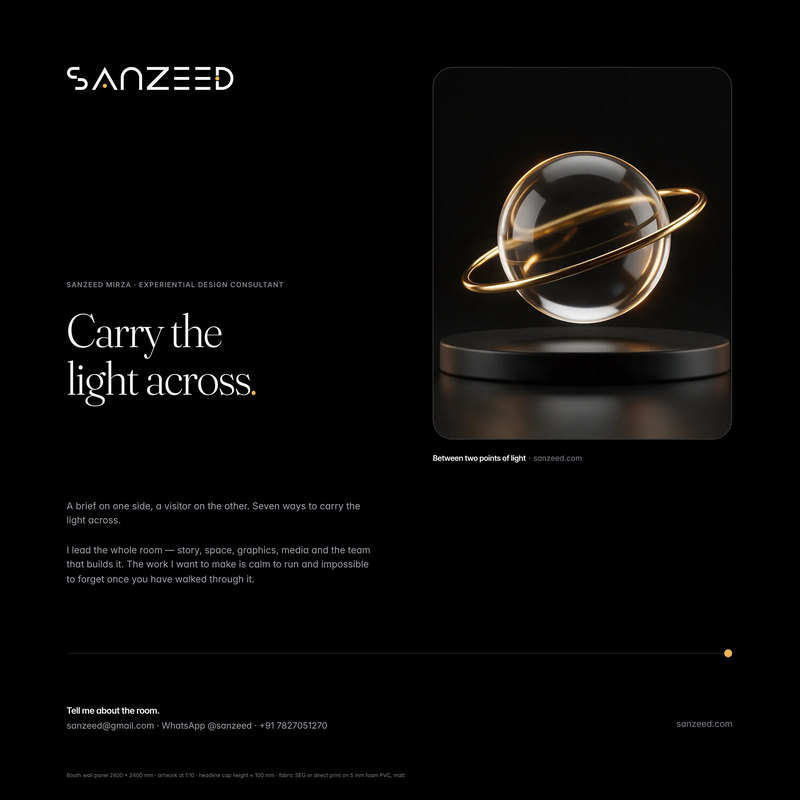 SANZEED
SANZEED MIRZA · EXPERIENTIAL DESIGN CONSULTANT
Carry the
light across.
Between two points of light · sanzeed.com
A brief on one side, a visitor on the other. Seven ways to carry the
light across.
I lead the whole room — story, space, graphics, media and the team
that builds it. The work I want to make is calm to run and impossible
to forget once you have walked through it.
Tell me about the room.
sanzeed@gmail.com · WhatsApp @sanzeed · +91 7827051270
sanzeed.com
Booth wall panel 2400 × 2400 mm · artwork at 1:10 · headline cap height ≈ 100 mm · fabric SEG or direct print on 5 mm foam PVC, matt